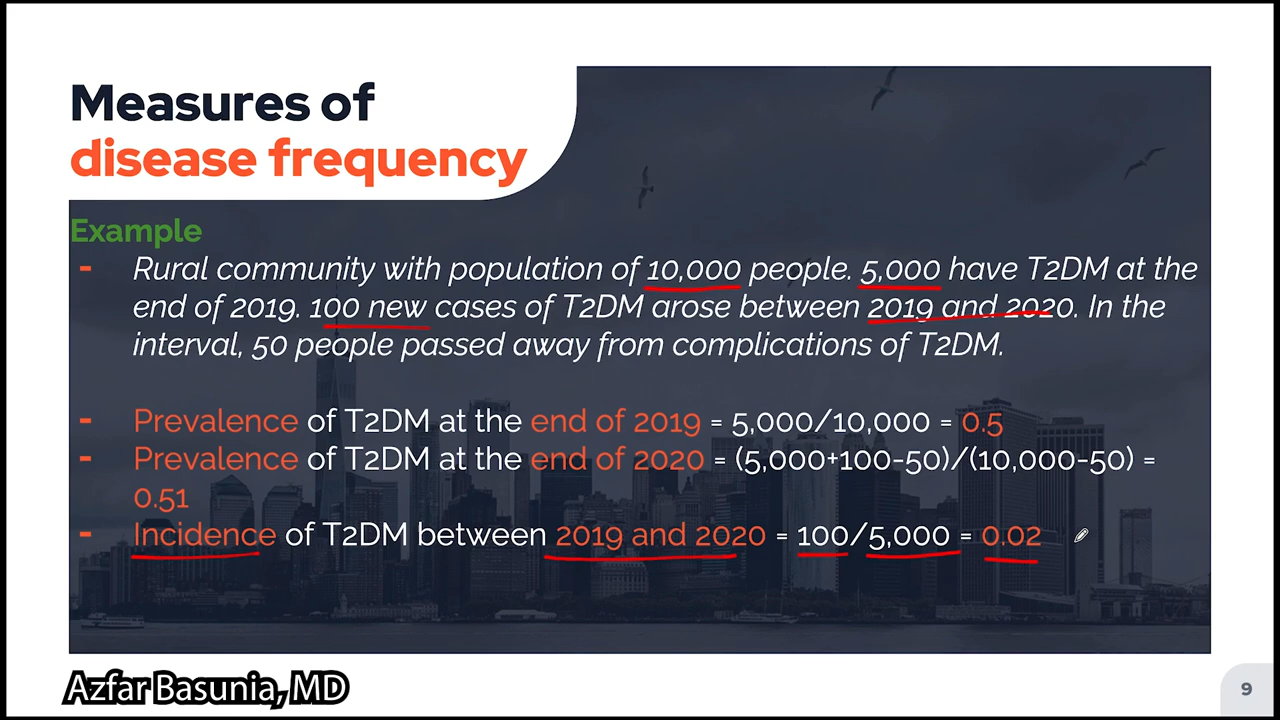 Measures of
disease frequency
Example
- Rural community with population of 10,000 people. 5,000 have T2DM at the
end of 2019. 100 new cases of T2DM arose between 2019 and 2020. In the
interval, 50 people passed away from complications of T2DM.
- Prevalence of T2DM at the end of 2019 = 5,000/10,000 = 0.5
- Prevalence of T2DM at the end of 2020 = (5,000+100-50)/(10,000-50) =
0.51
- Incidence of T2DM between 2019 and 2020 = 100/5,000 = 0.02
Azfar Basunia, MD
9